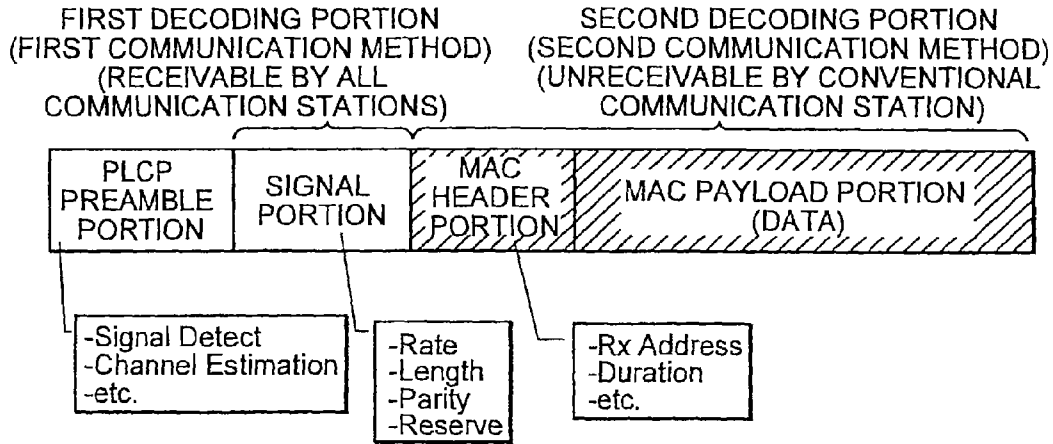 FIRST DECODING PORTION
(FIRST COMMUNICATION METHOD)
(RECEIVABLE BY ALL
COMMUNICATION STATIONS)
SECOND DECODING PORTION
(SECOND COMMUNICATION METHOD)
(UNRECEIVABLE BY CONVENTIONAL
COMMUNICATION STATION)
PLCP
PREAMBLE
PORTION
SIGNAL
PORTION
MAC
HEADER
PORTION
MAC PAYLOAD PORTION
(DATA)
-Signal Detect
-Channel Estimation
-etc.
-Rate
-Length
-Parity
-Reserve
-Rx Address
-Duration
-etc.